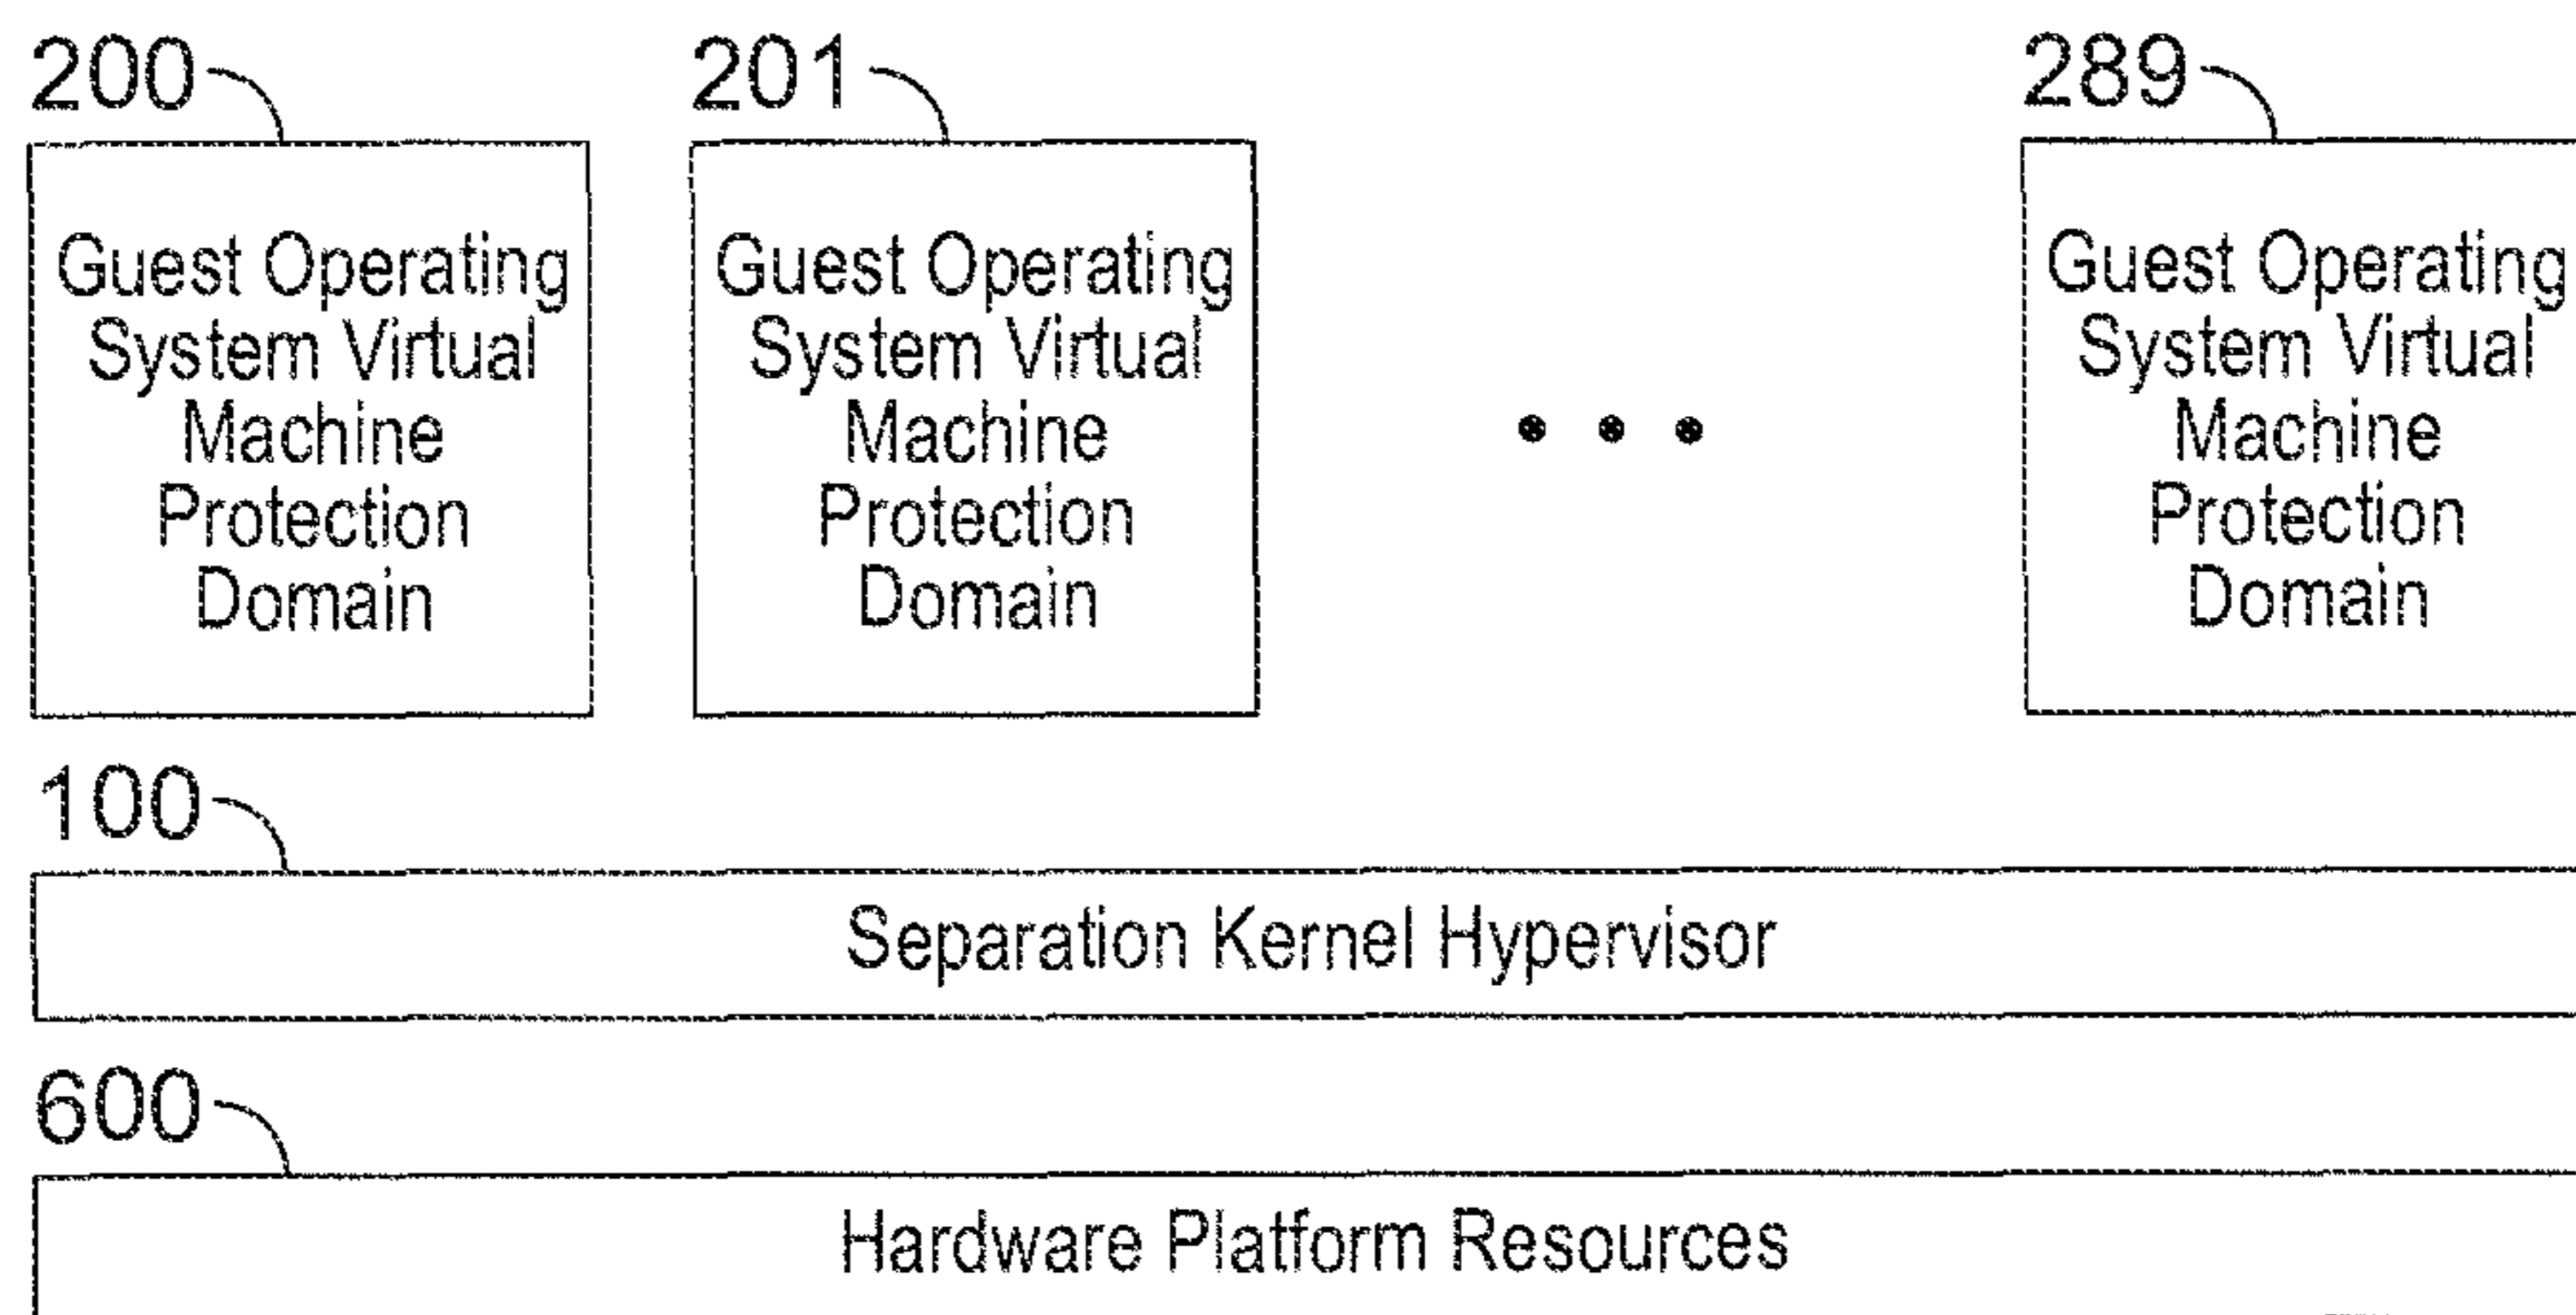 200
201
289
Guest Operating
System Virtual
Machine
Protection
Domain
Guest Operating
System Virtual
Machine
Protection
Domain
Guest Operating
System Virtual
Machine
Protection
Domain
100
Separation Kernel Hypervisor
600
Hardware Platform Resources